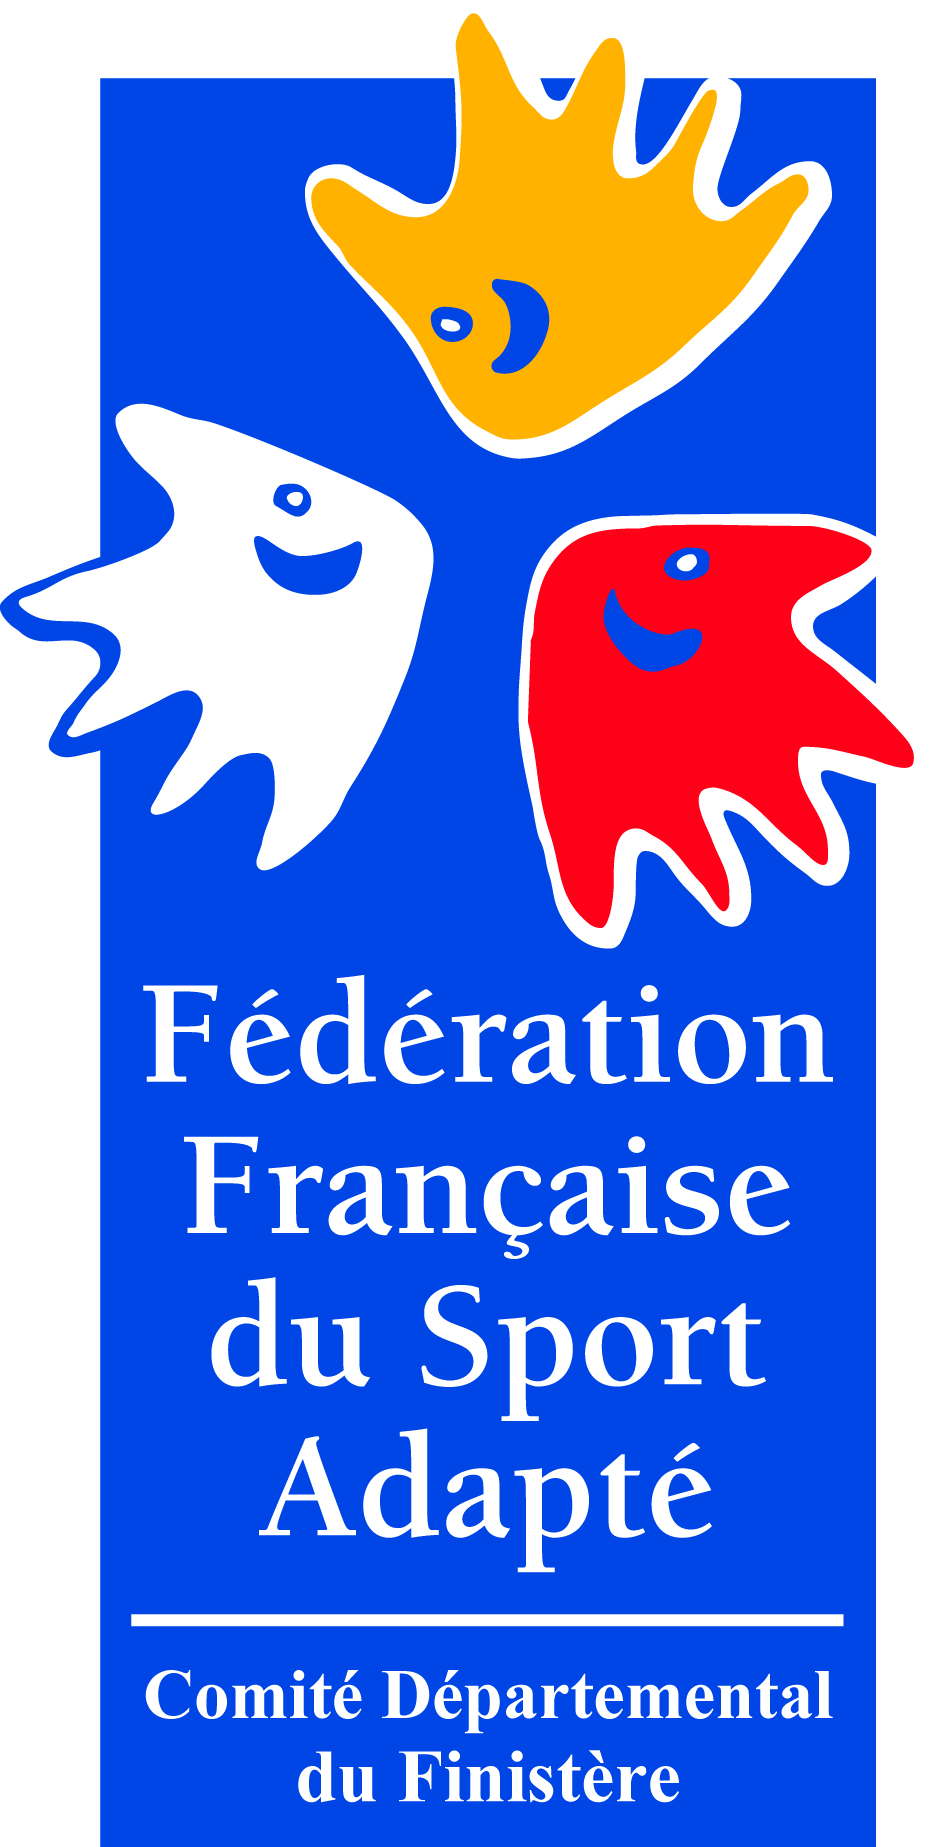 Fédération
Française
du Sport
Adapté
Comité Départemental
du Finistère